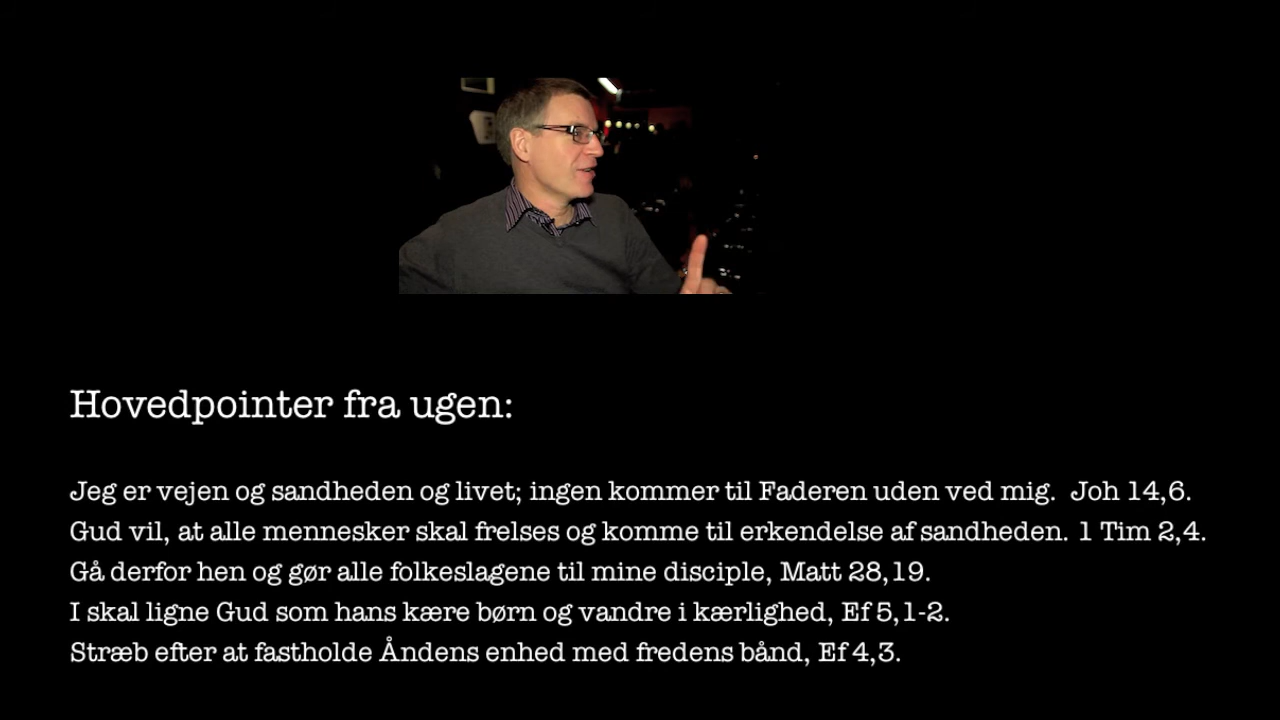 Hovedpointer fra ugen:
Jeg er vejen og sandheden og livet; ingen kommer til Faderen uden ved mig. Joh 14,6.
Gud vil, at alle mennesker skal frelses og komme til erkendelse af sandheden. 1 Tim 2,4.
Gå derfor hen og gør alle folkeslagene til mine disciple, Matt 28,19.
I skal ligne Gud som hans kære børn og vandre i kærlighed, Ef 5,1-2.
Stræb efter at fastholde Åndens enhed med fredens bånd, Ef 4,3.